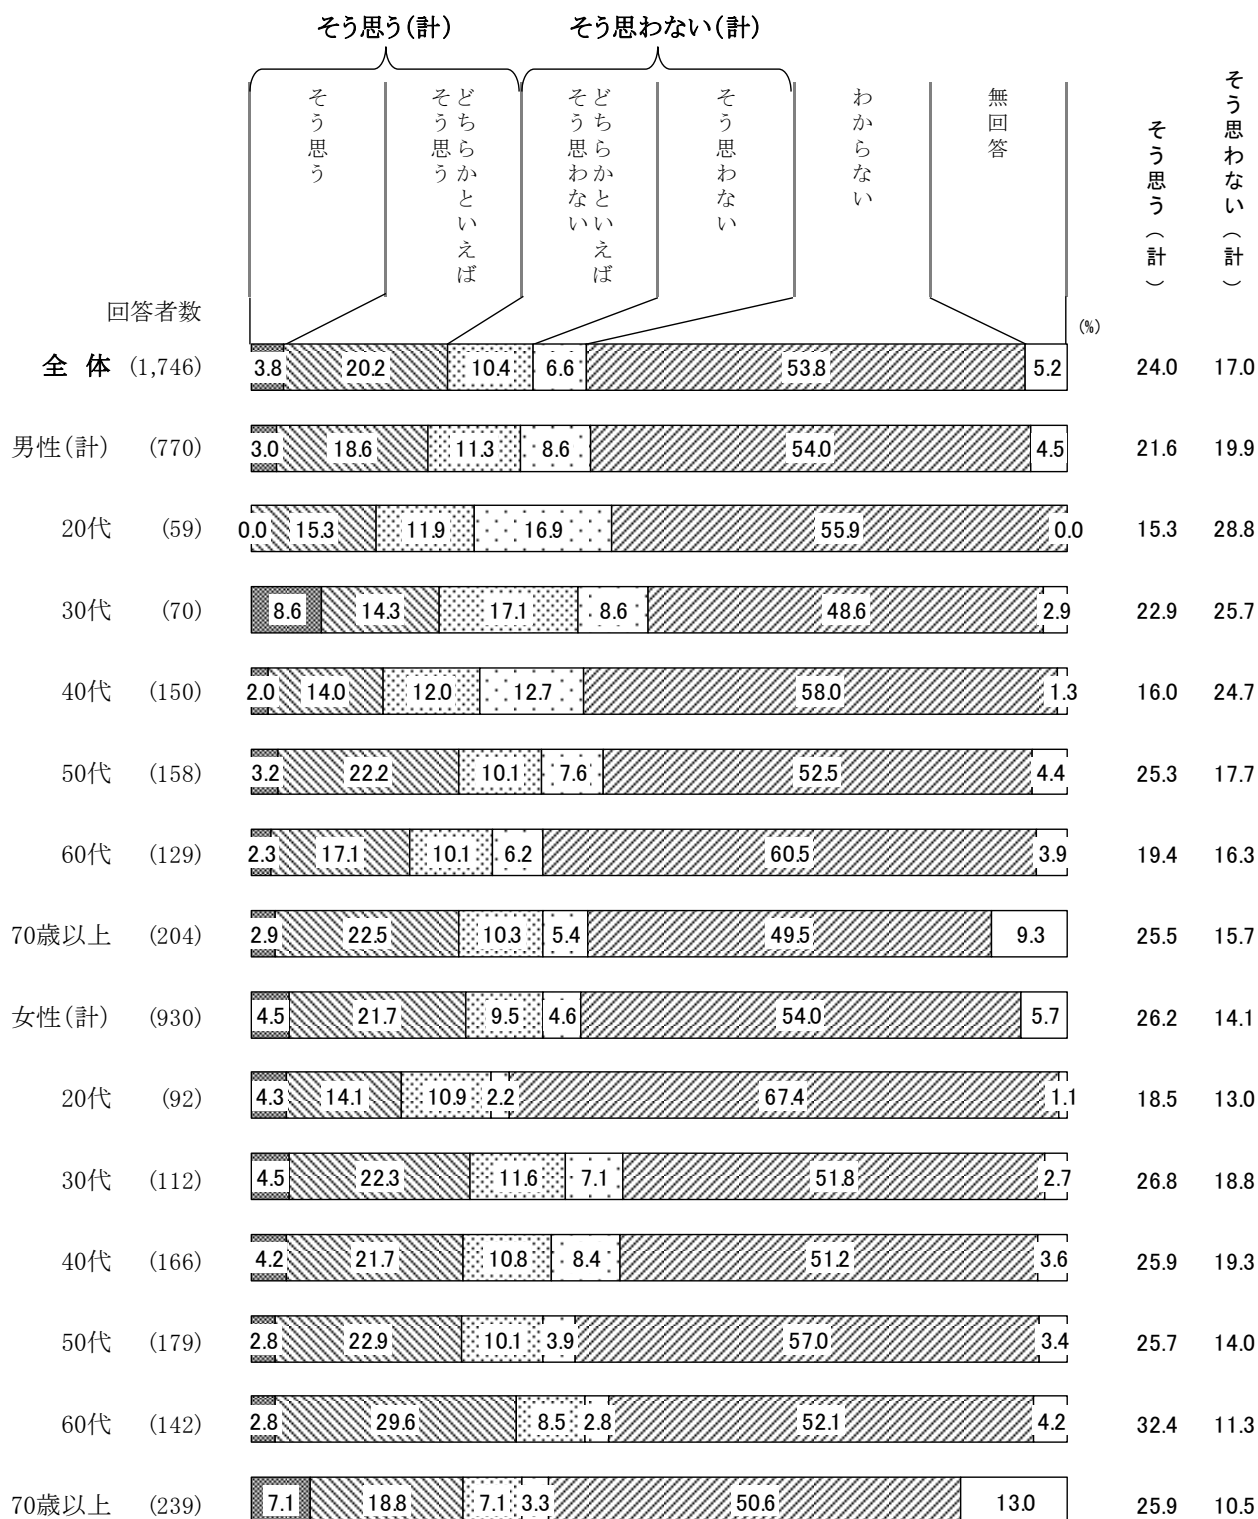 そう思う(計)
そう思わない(計)
そう思う
どちらかといえば
そう思う
どちらかといえば
そう思わない
そう思わない
わからない
無回答
そう思う(計)
そう思わない(計)
回答者数
(%)
全 体 (1,746) 3.8 20.2 10.4 6.6 53.8 5.2 24.0 17.0
男性(計) (770) 3.0 18.6 11.3 8.6 54.0 4.5 21.6 19.9
20代 (59) 0.0 15.3 11.9 16.9 55.9 0.0 15.3 28.8
30代 (70) 8.6 14.3 17.1 8.6 48.6 2.9 22.9 25.7
40代 (150) 2.0 14.0 12.0 12.7 58.0 1.3 16.0 24.7
50代 (158) 3.2 22.2 10.1 7.6 52.5 4.4 25.3 17.7
60代 (129) 2.3 17.1 10.1 6.2 60.5 3.9 19.4 16.3
70歳以上 (204) 2.9 22.5 10.3 5.4 49.5 9.3 25.5 15.7
女性(計) (930) 4.5 21.7 9.5 4.6 54.0 5.7 26.2 14.1
20代 (92) 4.3 14.1 10.9 2.2 67.4 1.1 18.5 13.0
30代 (112) 4.5 22.3 11.6 7.1 51.8 2.7 26.8 18.8
40代 (166) 4.2 21.7 10.8 8.4 51.2 3.6 25.9 19.3
50代 (179) 2.8 22.9 10.1 3.9 57.0 3.4 25.7 14.0
60代 (142) 2.8 29.6 8.5 2.8 52.1 4.2 32.4 11.3
70歳以上 (239) 7.1 18.8 7.1 3.3 50.6 13.0 25.9 10.5